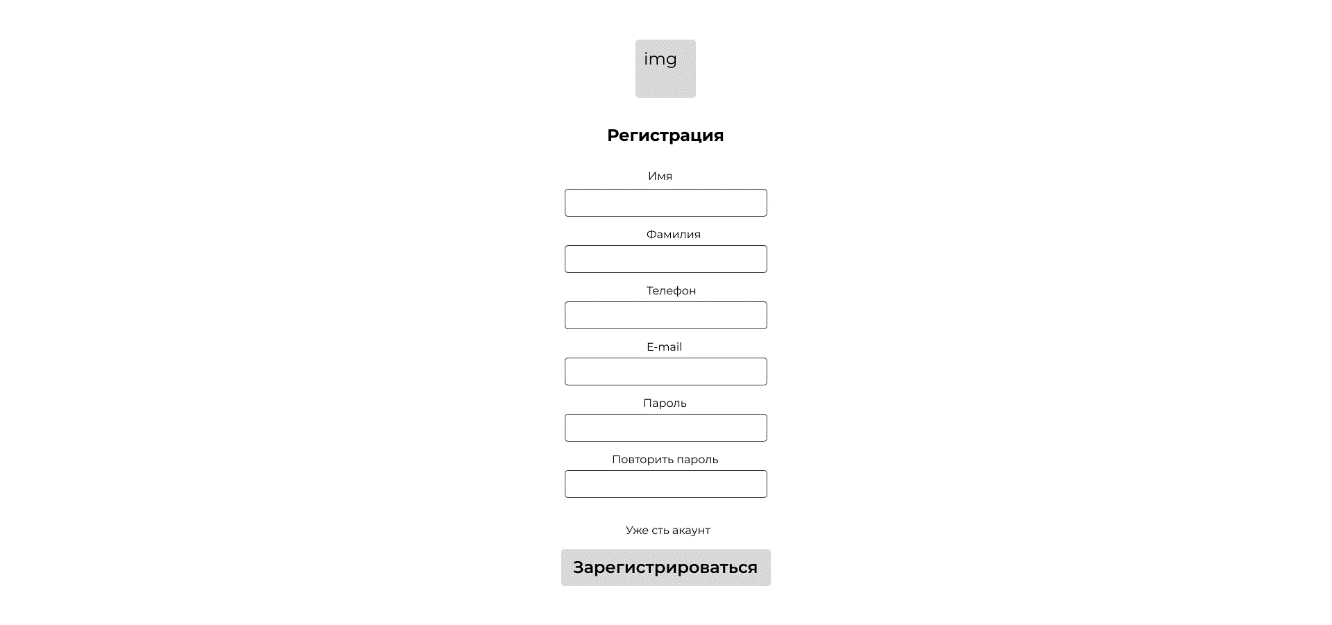 img
Регистрация
Имя
Фамилия
Телефон
E-mail
Пароль
Повторить пароль
Уже сть акаунт
Зарегистрироваться